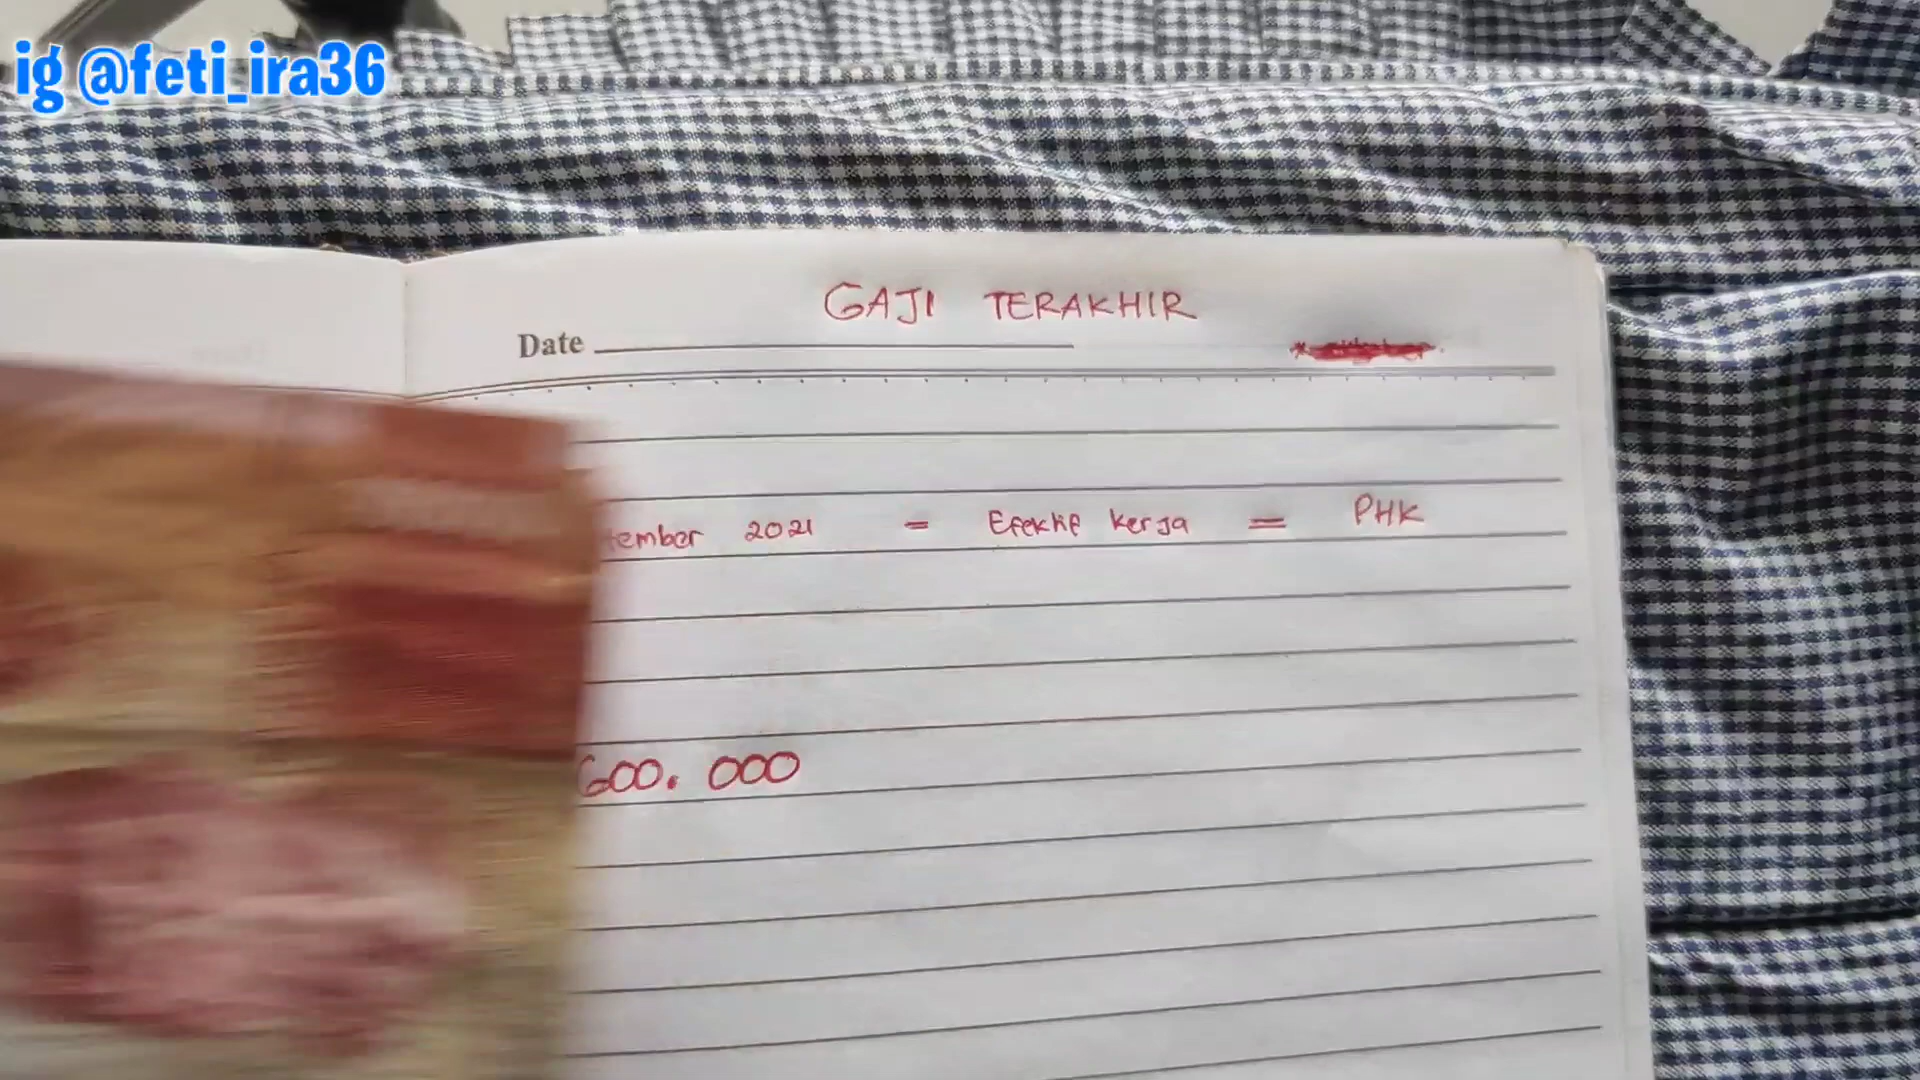 ig @feti_ira36
GAJI TERAKHIR
Date
tember 2021 = Efektif Kerja = PHK
600.000